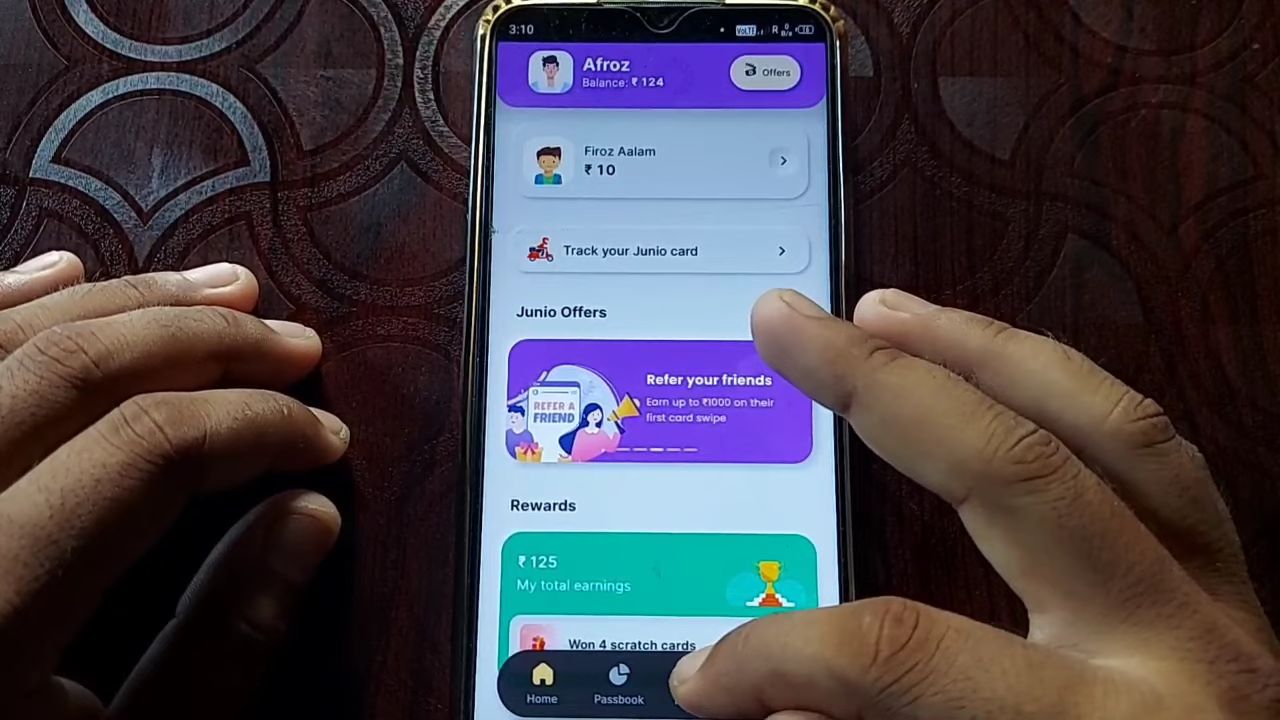 3:10
VoLTE
R
0
B/s
Afroz
Balance: ₹ 124
Offers
Firoz Aalam
₹ 10
Track your Junio card
Junio Offers
REFER A
FRIEND
Refer your friends
Earn up to ₹1000 on their
first card swipe
Rewards
₹ 125
My total earnings
Won 4 scratch cards
Home
Passbook